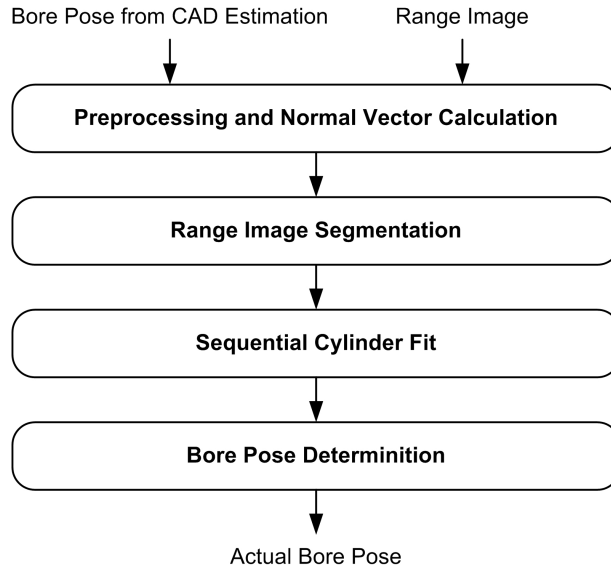 Bore Pose from CAD Estimation
Range Image
Preprocessing and Normal Vector Calculation
Range Image Segmentation
Sequential Cylinder Fit
Bore Pose Determinition
Actual Bore Pose